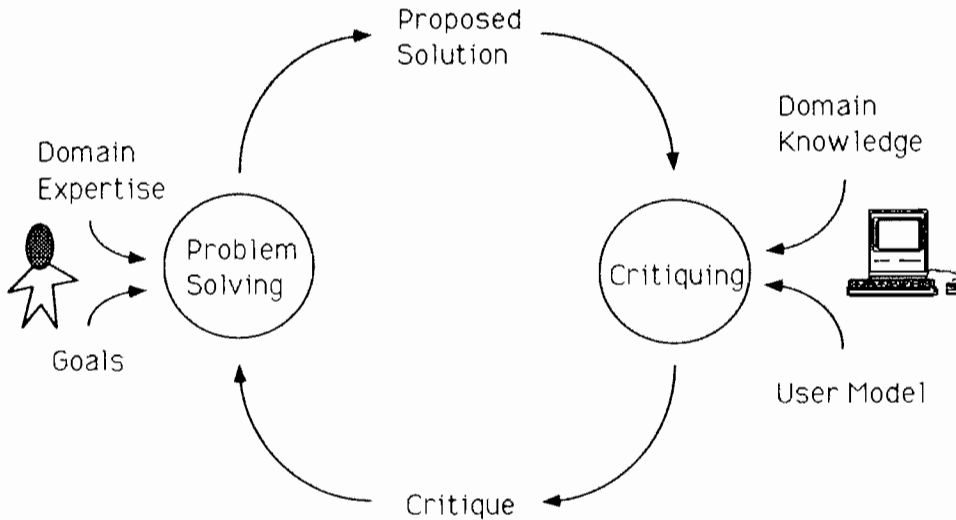 Proposed
Solution
Domain
Knowledge
Domain
Expertise
Problem
Solving
Critiquing
Goals
User Model
Critique